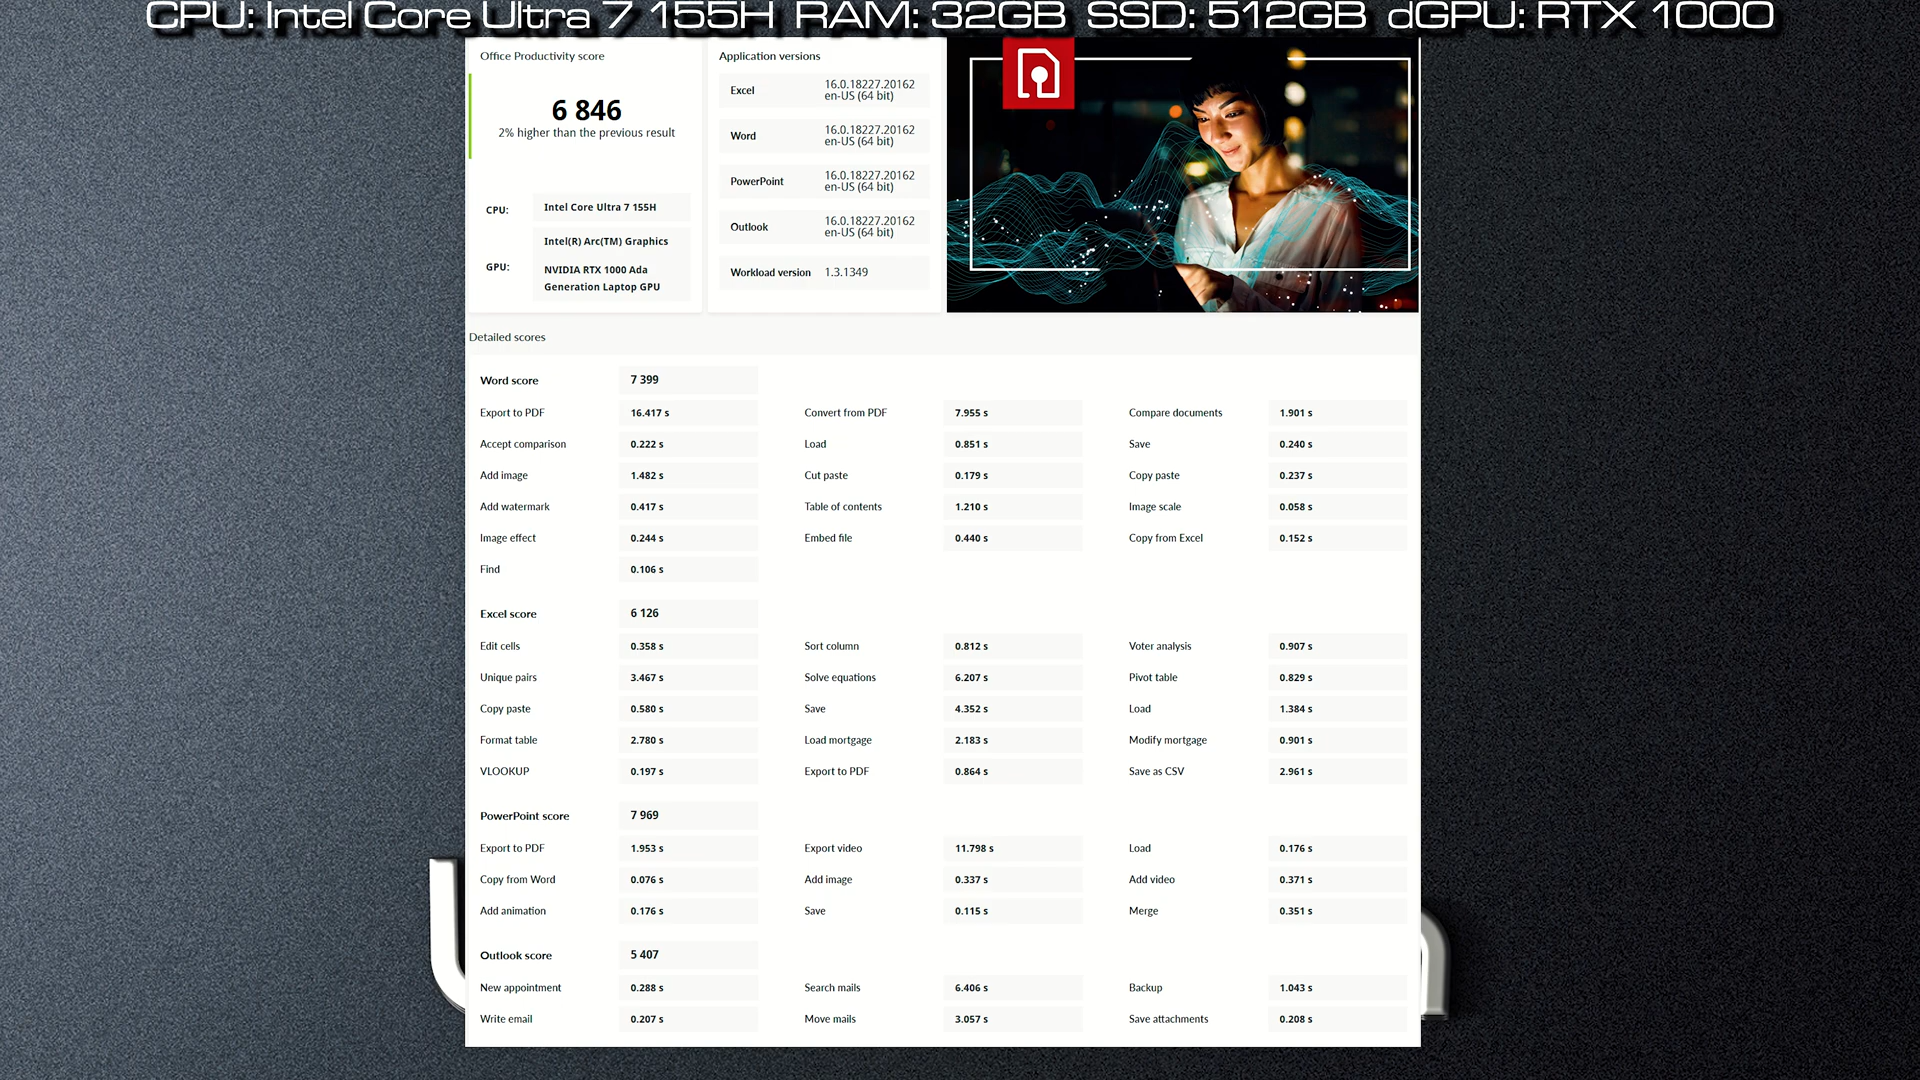 CPU: Intel Core Ultra 7 155H RAM: 32GB SSD: 512GB dGPU: RTX 1000
Office Productivity score
6 846
2% higher than the previous result
CPU: Intel Core Ultra 7 155H
GPU: Intel(R) Arc(TM) Graphics
NVIDIA RTX 1000 Ada
Generation Laptop GPU
Application versions
Excel 16.0.18227.20162
en-US (64 bit)
Word 16.0.18227.20162
en-US (64 bit)
PowerPoint 16.0.18227.20162
en-US (64 bit)
Outlook 16.0.18227.20162
en-US (64 bit)
Workload version 1.3.1349
Detailed scores
Word score 7 399
Export to PDF 16.417 s Convert from PDF 7.955 s Compare documents 1.901 s
Accept comparison 0.222 s Load 0.851 s Save 0.240 s
Add image 1.482 s Cut paste 0.179 s Copy paste 0.237 s
Add watermark 0.417 s Table of contents 1.210 s Image scale 0.058 s
Image effect 0.244 s Embed file 0.440 s Copy from Excel 0.152 s
Find 0.106 s
Excel score 6 126
Edit cells 0.358 s Sort column 0.812 s Voter analysis 0.907 s
Unique pairs 3.467 s Solve equations 6.207 s Pivot table 0.829 s
Copy paste 0.580 s Save 4.352 s Load 1.384 s
Format table 2.780 s Load mortgage 2.183 s Modify mortgage 0.901 s
VLOOKUP 0.197 s Export to PDF 0.864 s Save as CSV 2.961 s
PowerPoint score 7 969
Export to PDF 1.953 s Export video 11.798 s Load 0.176 s
Copy from Word 0.076 s Add image 0.337 s Add video 0.371 s
Add animation 0.176 s Save 0.115 s Merge 0.351 s
Outlook score 5 407
New appointment 0.288 s Search mails 6.406 s Backup 1.043 s
Write email 0.207 s Move mails 3.057 s Save attachments 0.208 s